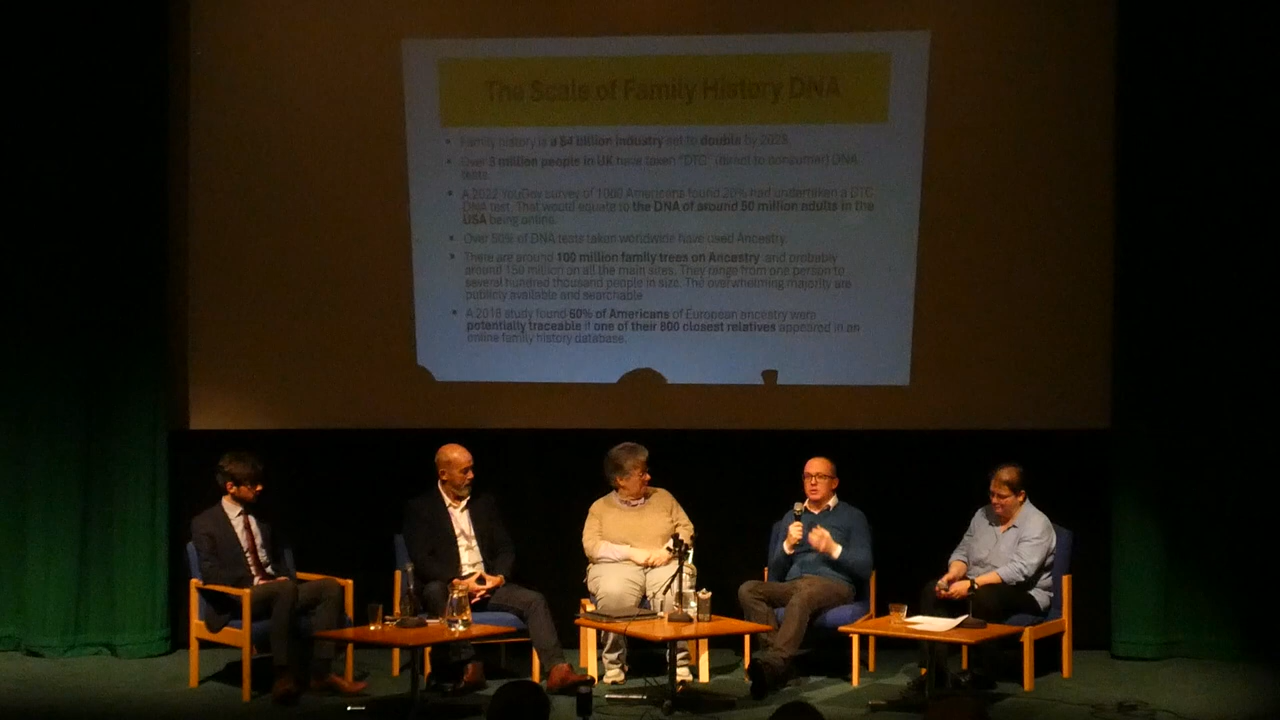 The Scale of Family History DNA
Family history is a $4 billion industry set to doubla by
Over 3 million people in UK have taken "DTC" (direct to consumer) DNA
tests.
A 2022 YouGov survey of 1000 Americans found 20% had undertaken a DTC
DNA test. That would equate to the DNA of around 50 million adults in the
USA being online.
Over 50% of DNA tests taken worldwide have used Ancestry.
There are around 100 million family trees on Ancestry and probably
around 150 million on all the main sites. They range from one person to
several hundred thousand people in size. The overwhelming majority are
publicly available and searchable
A 2018 study found 60% of Americans of European ancestry were
potentially traceable if one of their 800 closest relatives appeared in an
online family history database.